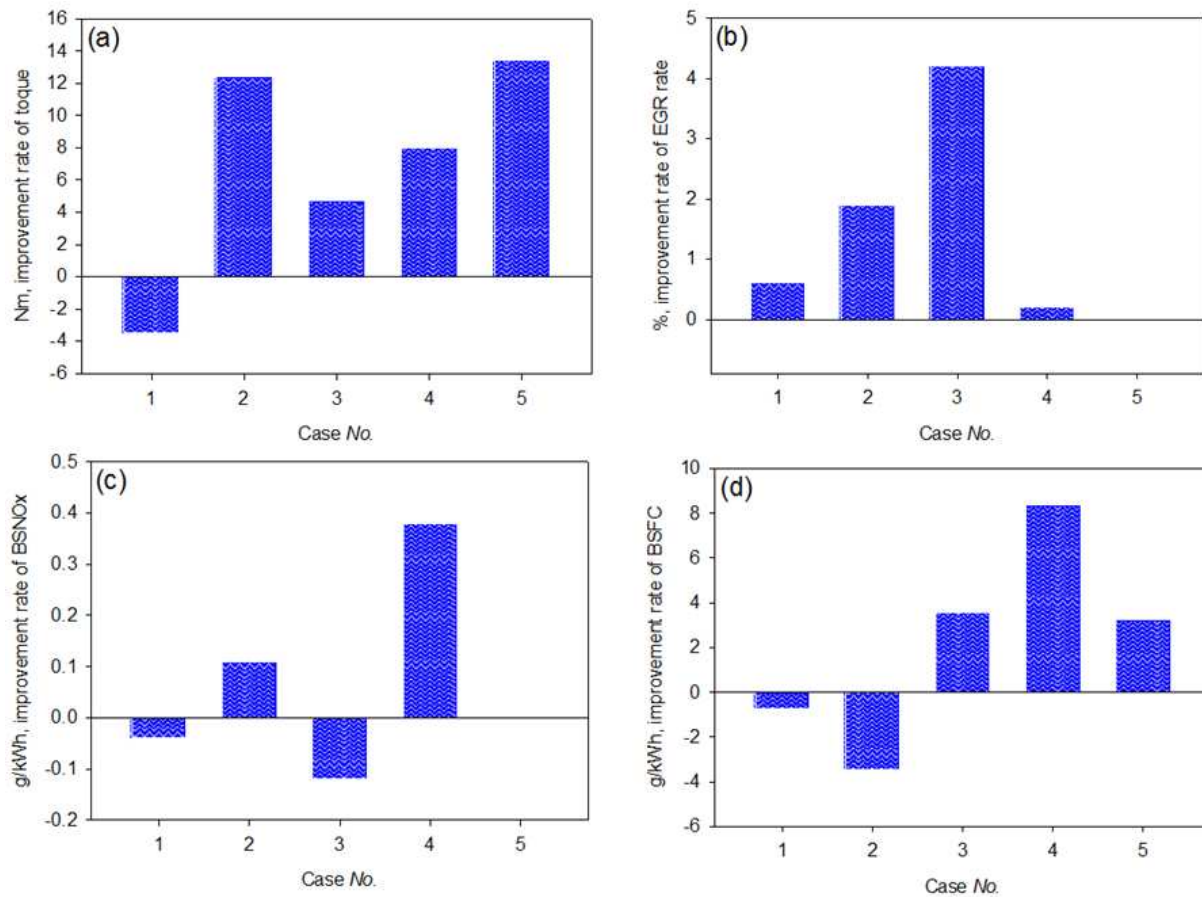 (a)
Nm, improvement rate of toque
16
14
12
10
8
6
4
2
0
-2
-4
-6
1 2 3 4 5
Case No.
(b)
%, improvement rate of EGR rate
5
4
3
2
1
0
1 2 3 4 5
Case No.
(c)
g/kWh, improvement rate of BSNOx
0.5
0.4
0.3
0.2
0.1
0.0
-0.1
-0.2
1 2 3 4 5
Case No.
(d)
g/kWh, improvement rate of BSFC
10
8
6
4
2
0
-2
-4
-6
1 2 3 4 5
Case No.